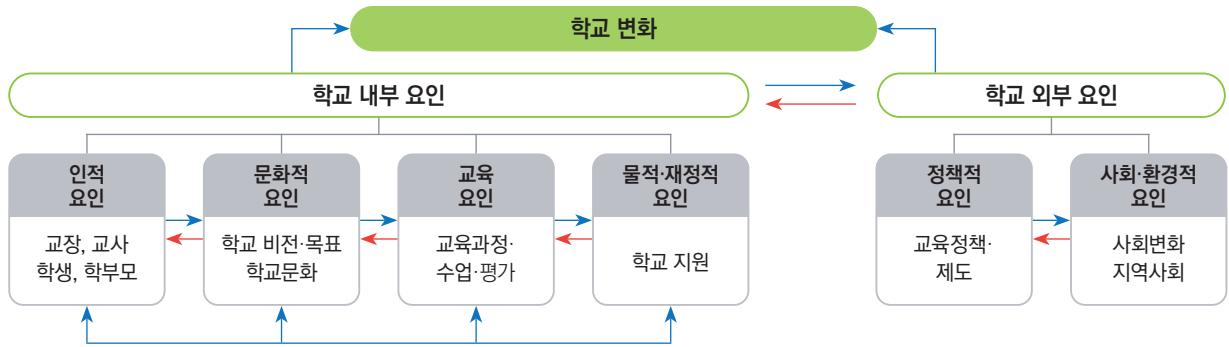 학교 변화
학교 내부 요인
학교 외부 요인
인적
요인
교장, 교사
학생, 학부모
문화적
요인
학교 비전·목표
학교문화
교육
요인
교육과정·
수업·평가
물적·재정적
요인
학교 지원
정책적
요인
교육정책·
제도
사회·환경적
요인
사회변화
지역사회